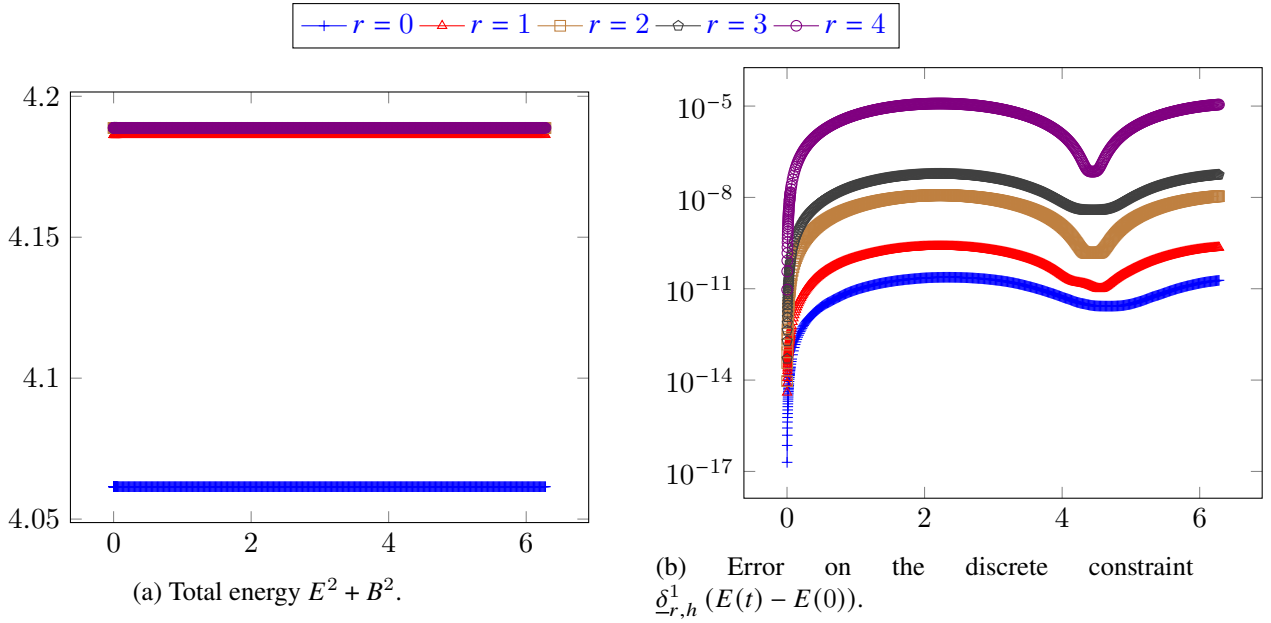 r = 0 r = 1 r = 2 r = 3 r = 4
4.2
4.15
4.1
4.05
0 2 4 6
(a) Total energy E² + B².
10⁻⁵
10⁻⁸
10⁻¹¹
10⁻¹⁴
10⁻¹⁷
0 2 4 6
(b) Error on the discrete constraint
δ̲¹ᵣ,ₕ (E(t) − E(0)).